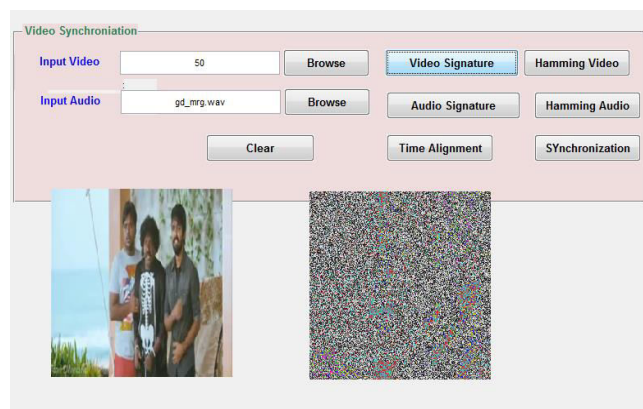 Video Synchroniation
Input Video 50 Browse Video Signature Hamming Video
Input Audio gd_mrg.wav Browse Audio Signature Hamming Audio
Clear Time Alignment SYnchronization